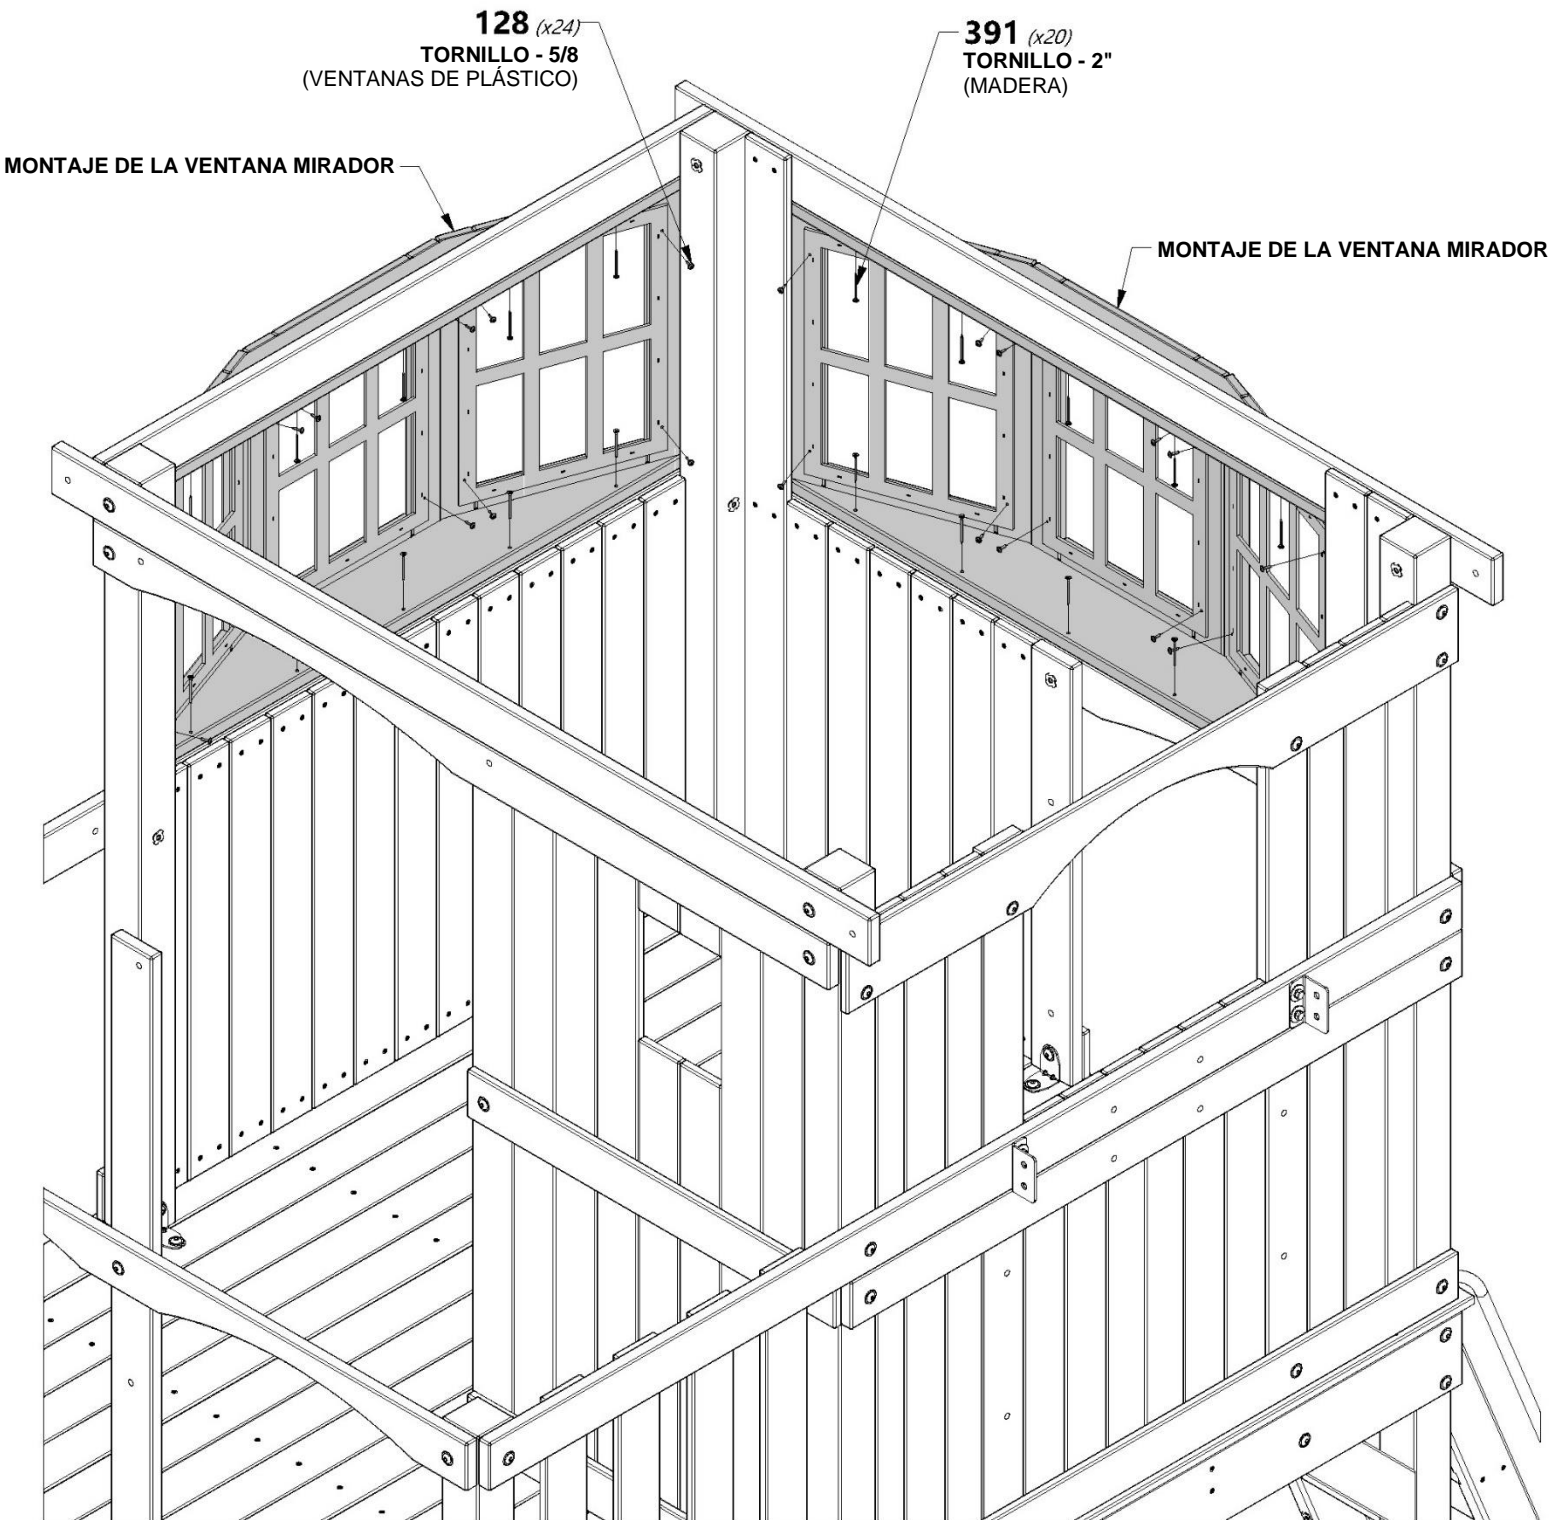 128 (x24)
TORNILLO - 5/8
(VENTANAS DE PLÁSTICO)
391 (x20)
TORNILLO - 2"
(MADERA)
MONTAJE DE LA VENTANA MIRADOR
MONTAJE DE LA VENTANA MIRADOR